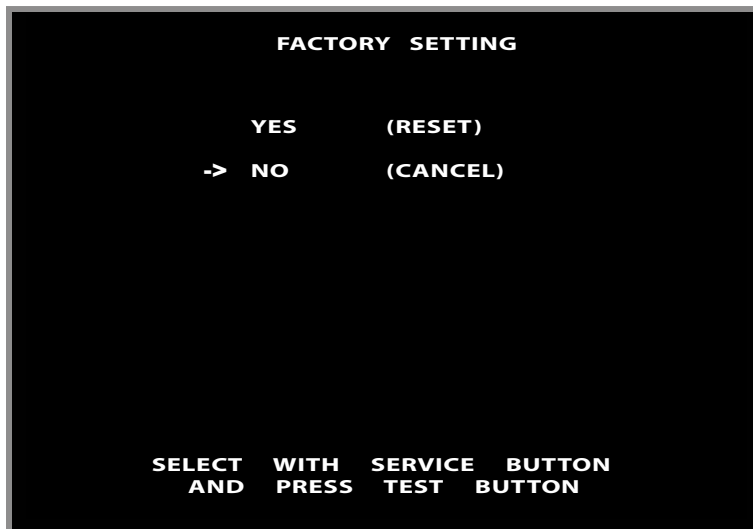 FACTORY SETTING
YES (RESET)
-> NO (CANCEL)
SELECT WITH SERVICE BUTTON
AND PRESS TEST BUTTON